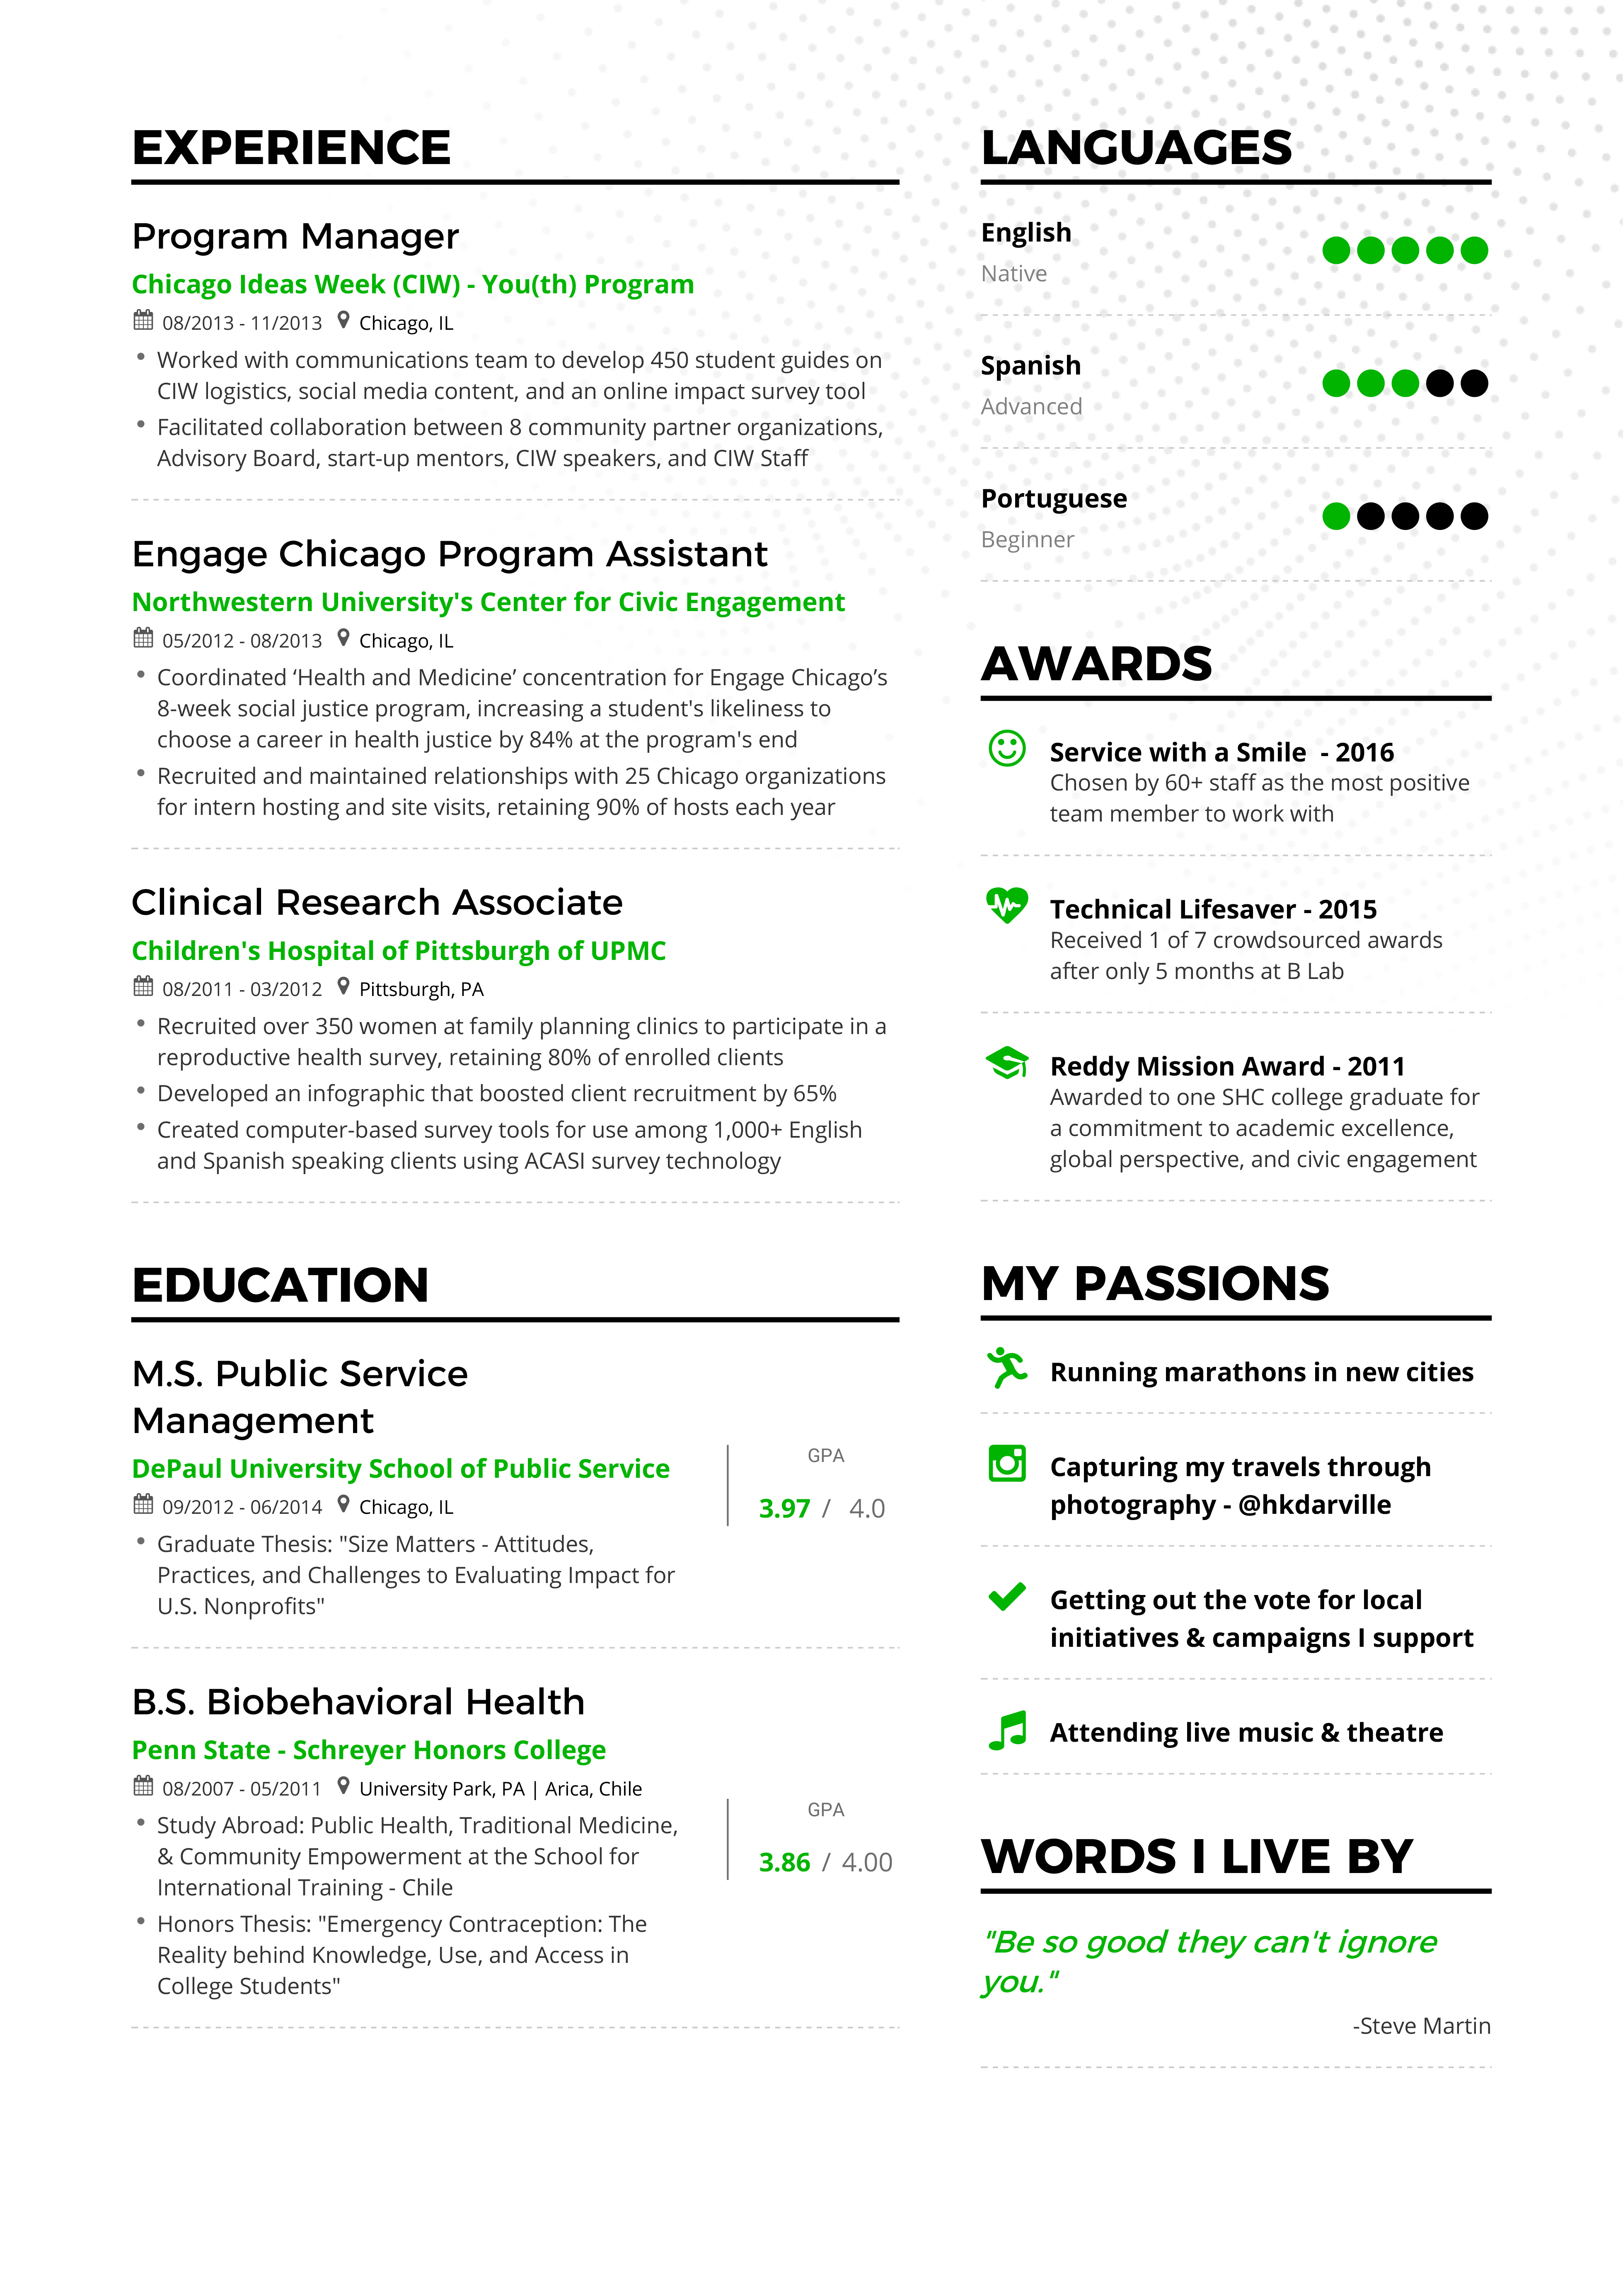 EXPERIENCE
Program Manager
Chicago Ideas Week (CIW) - You(th) Program
08/2013 - 11/2013 Chicago, IL
• Worked with communications team to develop 450 student guides on
CIW logistics, social media content, and an online impact survey tool
• Facilitated collaboration between 8 community partner organizations,
Advisory Board, start-up mentors, CIW speakers, and CIW Staff
Engage Chicago Program Assistant
Northwestern University's Center for Civic Engagement
05/2012 - 08/2013 Chicago, IL
• Coordinated ‘Health and Medicine’ concentration for Engage Chicago’s
8-week social justice program, increasing a student's likeliness to
choose a career in health justice by 84% at the program's end
• Recruited and maintained relationships with 25 Chicago organizations
for intern hosting and site visits, retaining 90% of hosts each year
Clinical Research Associate
Children's Hospital of Pittsburgh of UPMC
08/2011 - 03/2012 Pittsburgh, PA
• Recruited over 350 women at family planning clinics to participate in a
reproductive health survey, retaining 80% of enrolled clients
• Developed an infographic that boosted client recruitment by 65%
• Created computer-based survey tools for use among 1,000+ English
and Spanish speaking clients using ACASI survey technology
EDUCATION
M.S. Public Service
Management
DePaul University School of Public Service
09/2012 - 06/2014 Chicago, IL
• Graduate Thesis: "Size Matters - Attitudes,
Practices, and Challenges to Evaluating Impact for
U.S. Nonprofits"
GPA
3.97 / 4.0
B.S. Biobehavioral Health
Penn State - Schreyer Honors College
08/2007 - 05/2011 University Park, PA | Arica, Chile
• Study Abroad: Public Health, Traditional Medicine,
& Community Empowerment at the School for
International Training - Chile
• Honors Thesis: "Emergency Contraception: The
Reality behind Knowledge, Use, and Access in
College Students"
GPA
3.86 / 4.00
LANGUAGES
English
Native
Spanish
Advanced
Portuguese
Beginner
AWARDS
Service with a Smile - 2016
Chosen by 60+ staff as the most positive
team member to work with
Technical Lifesaver - 2015
Received 1 of 7 crowdsourced awards
after only 5 months at B Lab
Reddy Mission Award - 2011
Awarded to one SHC college graduate for
a commitment to academic excellence,
global perspective, and civic engagement
MY PASSIONS
Running marathons in new cities
Capturing my travels through
photography - @hkdarville
Getting out the vote for local
initiatives & campaigns I support
Attending live music & theatre
WORDS I LIVE BY
"Be so good they can't ignore
you."
-Steve Martin